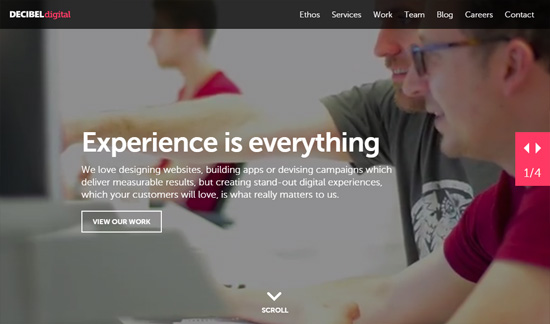 DECIBELdigital
Ethos Services Work Team Blog Careers Contact
Experience is everything
We love designing websites, building apps or devising campaigns which
deliver measurable results, but creating stand-out digital experiences,
which your customers will love, is what really matters to us.
VIEW OUR WORK
1/4
SCROLL